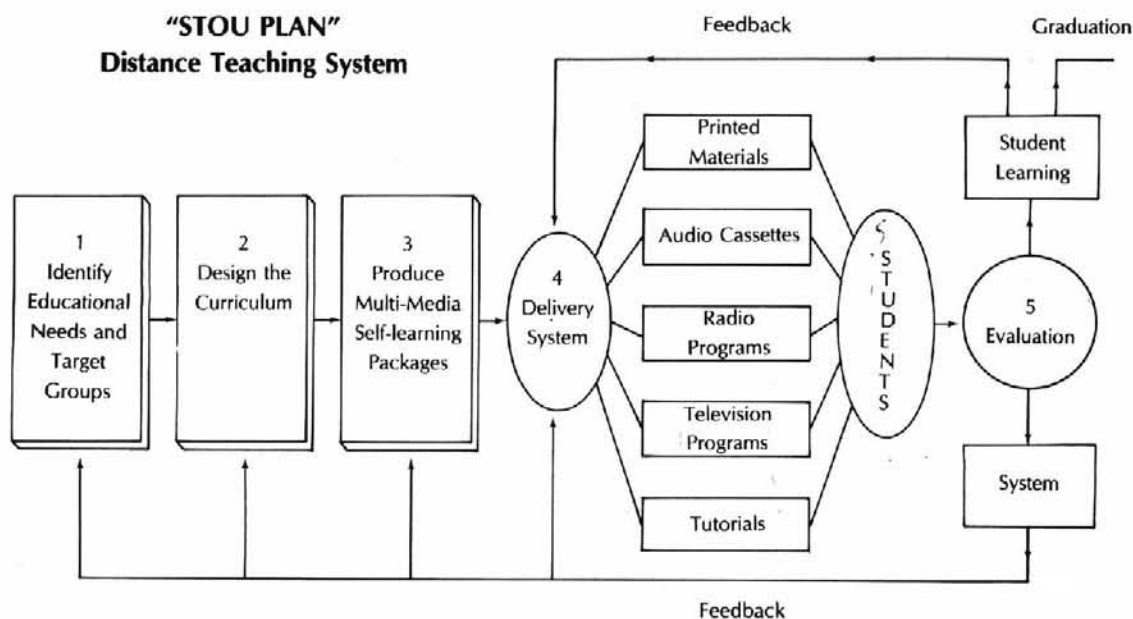 "STOU PLAN"
Distance Teaching System
Feedback
Graduation
1
Identify
Educational
Needs and
Target
Groups
2
Design the
Curriculum
3
Produce
Multi-Media
Self-learning
Packages
4
Delivery
System
Printed
Materials
Audio Cassettes
Radio
Programs
Television
Programs
Tutorials
STUDENTS
5
Evaluation
Student
Learning
System
Feedback